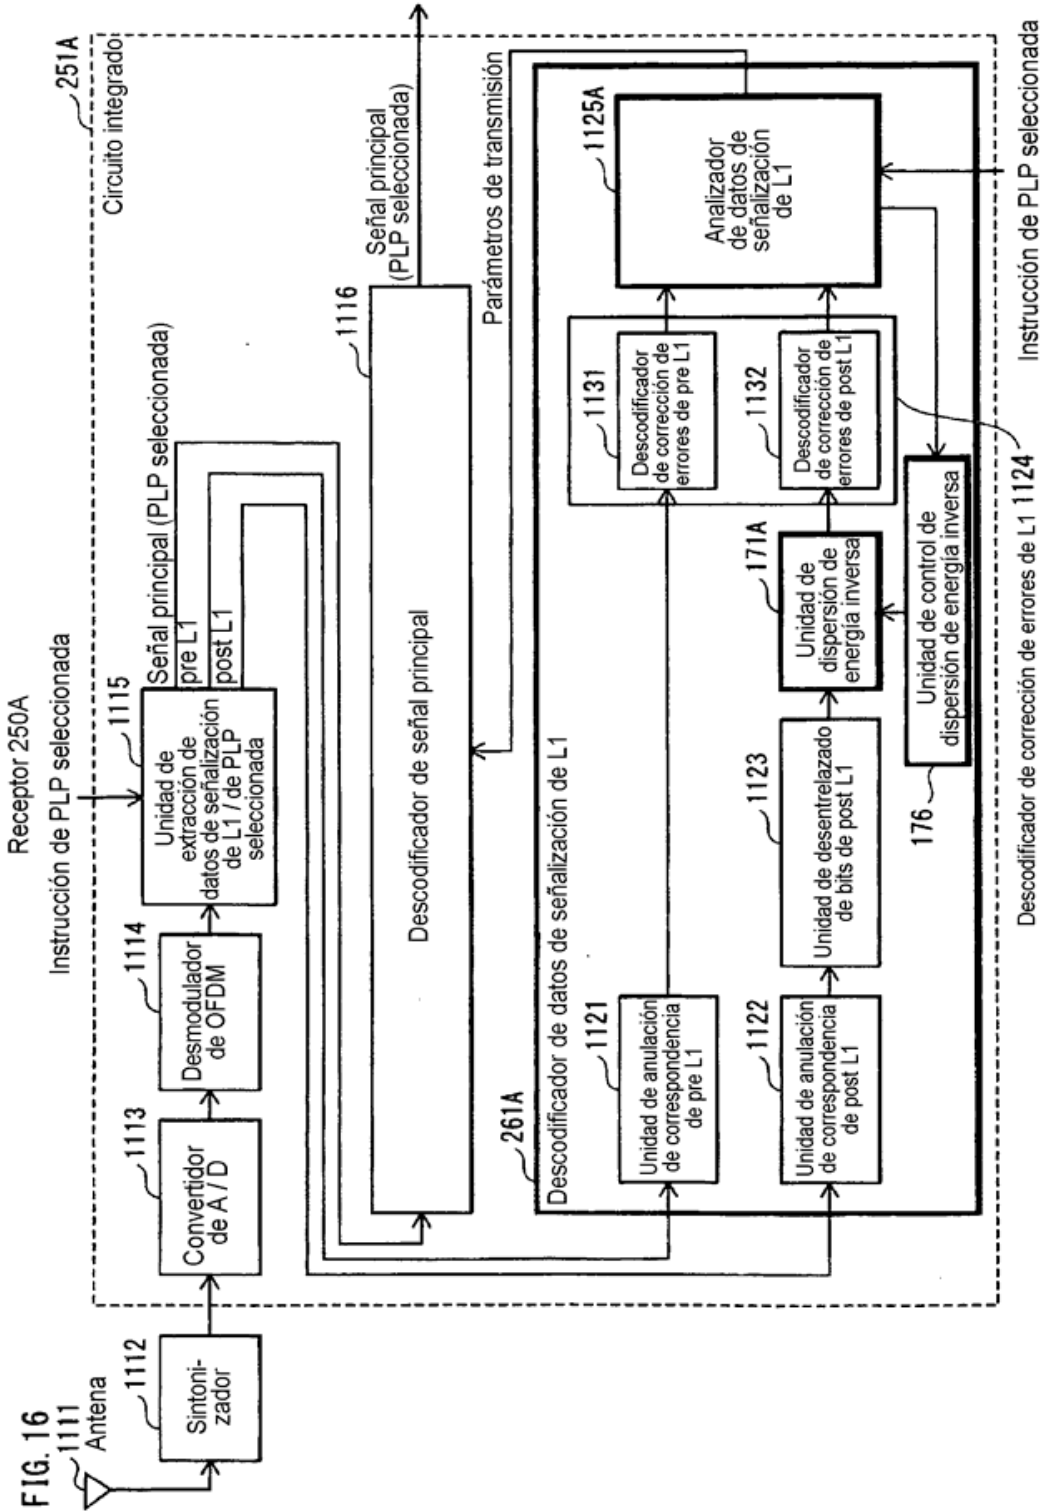 FIG. 16
Receptor 250A
Instrucción de PLP seleccionada
1111
Antena
1112
Sintoni-
zador
251A
Circuito integrado
1113
Convertidor
de A / D
1114
Desmodulador
de OFDM
1115
Unidad de
extracción de
datos de señalización
de L1 / de PLP
seleccionada
Señal principal (PLP seleccionada)
pre L1
post L1
1116
Descodificador de señal principal
Señal principal
(PLP seleccionada)
Parámetros de transmisión
261A
Descodificador de datos de señalización de L1
1121
Unidad de anulación
de correspondencia
de pre L1
1131
Descodificador
de corrección de
errores de pre L1
1125A
Analizador
de datos de
señalización
de L1
1122
Unidad de anulación
de correspondencia
de post L1
1123
Unidad de desentrelazado
de bits de post L1
171A
Unidad de
dispersión de
energía inversa
1132
Descodificador
de corrección de
errores de post L1
176
Unidad de control de
dispersión de energía inversa
Descodificador de corrección de errores de L1 1124
Instrucción de PLP seleccionada